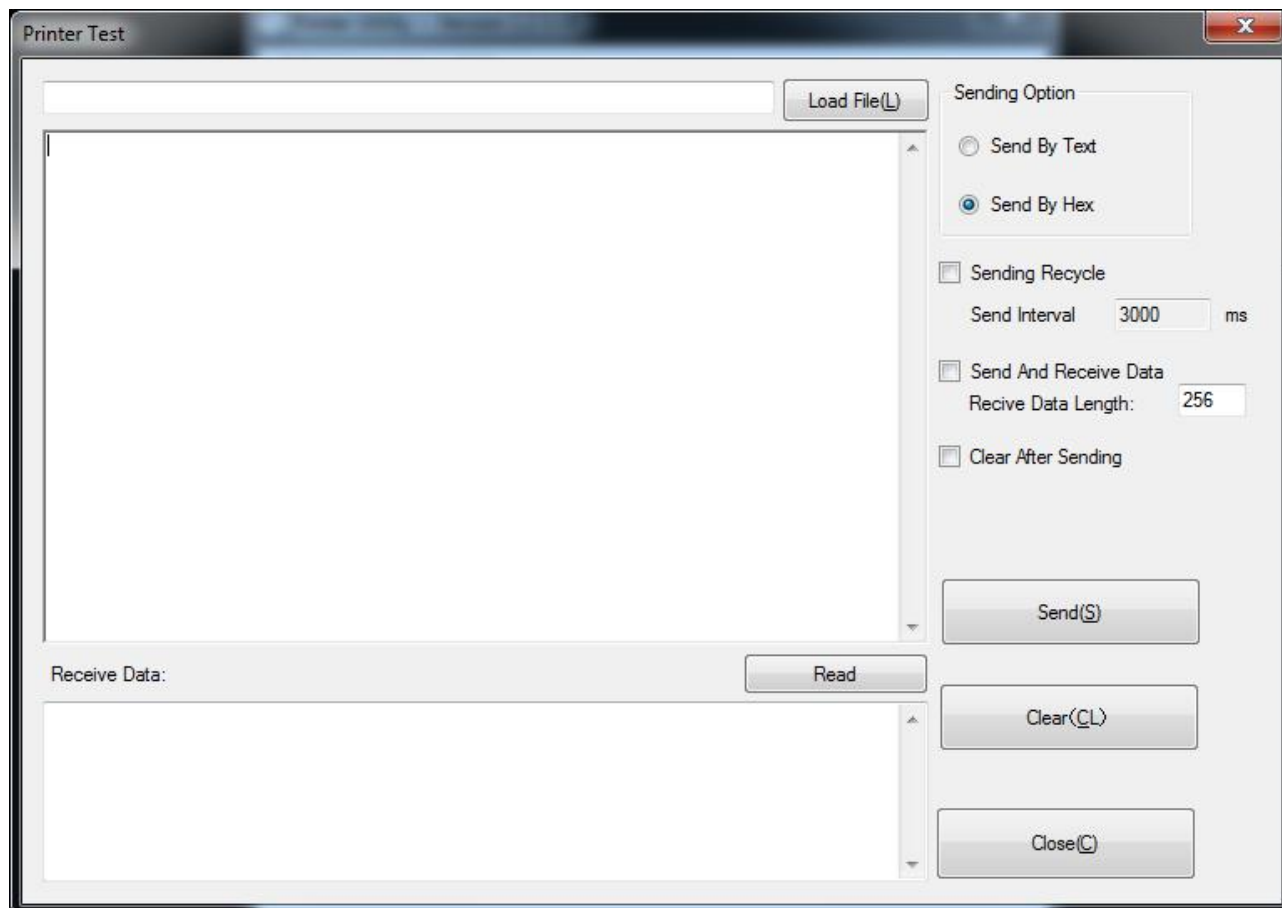 Printer Test
Load File(L)
Sending Option
Send By Text
Send By Hex
Sending Recycle
Send Interval 3000 ms
Send And Receive Data
Recive Data Length: 256
Clear After Sending
Send(S)
Receive Data: Read
Clear(CL)
Close(C)